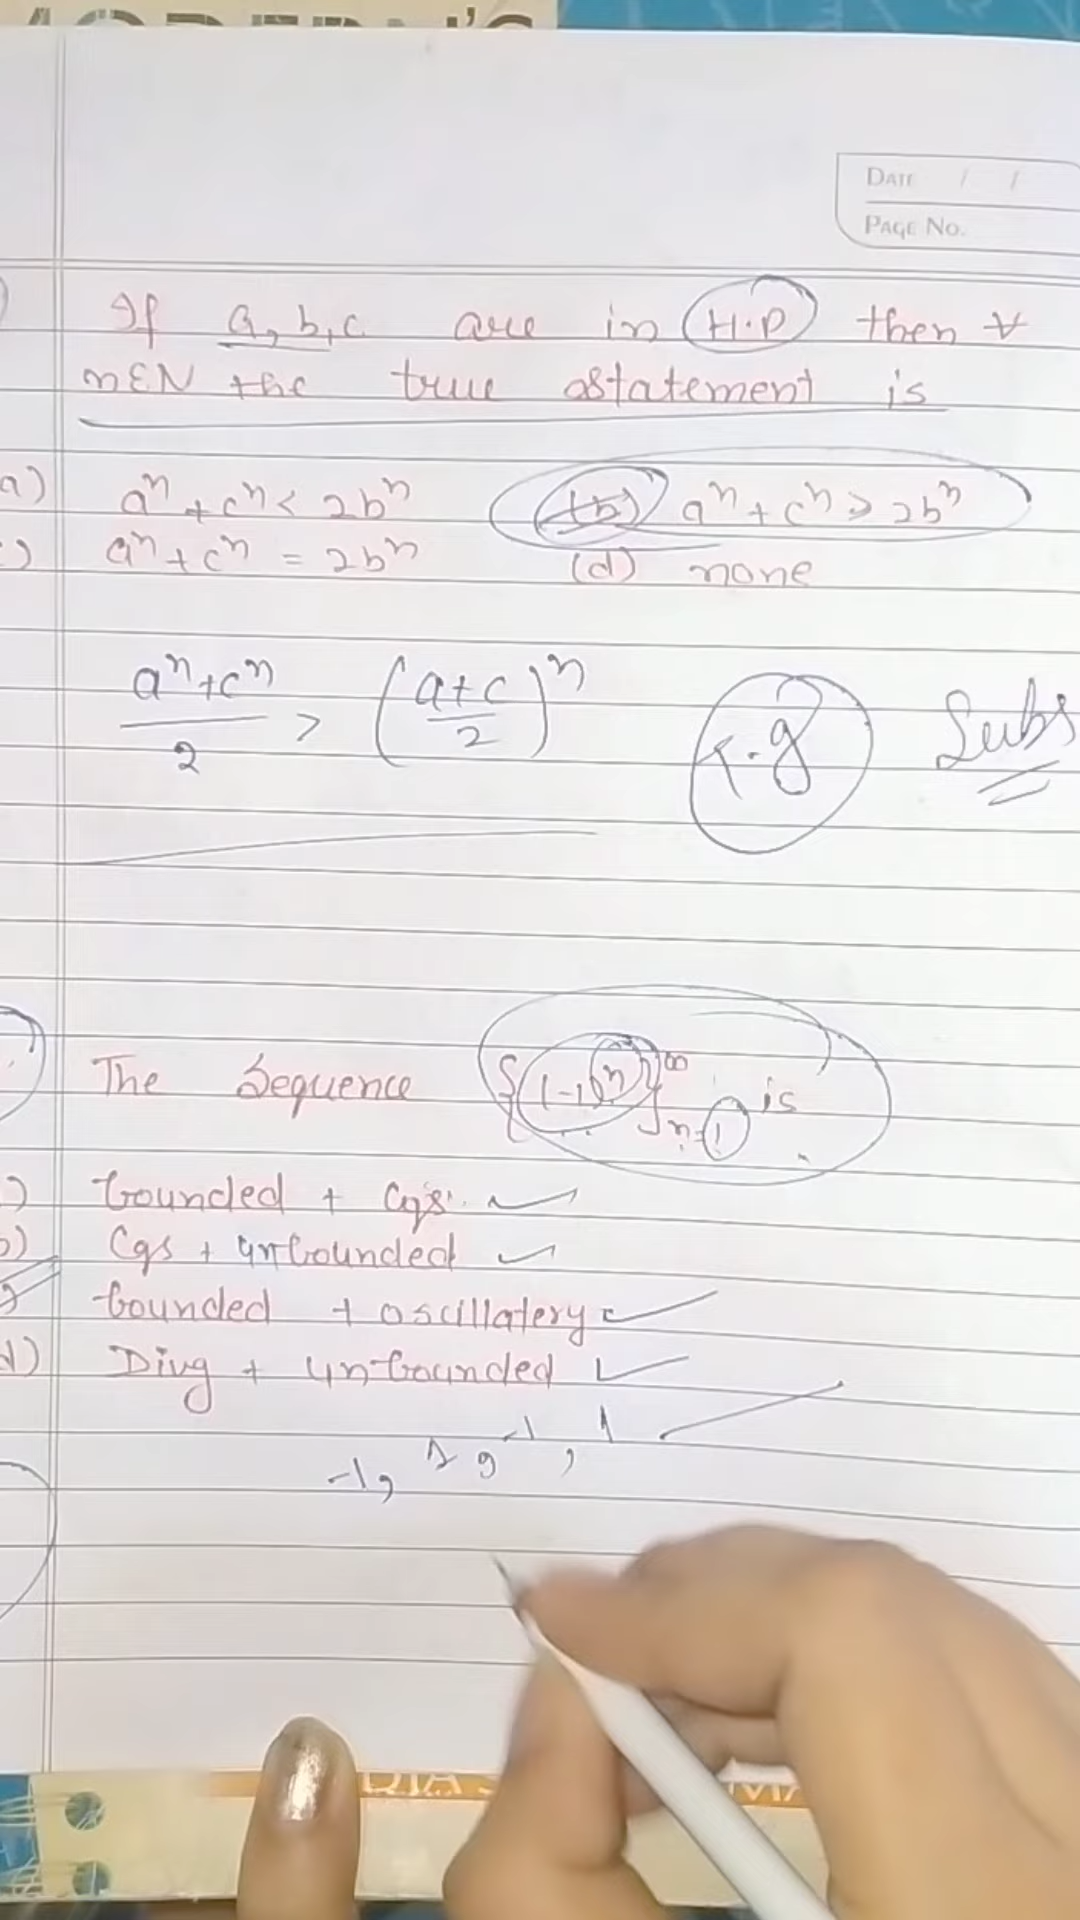 DATE / /
PAGE NO.
If a, b, c are in H.P then ∀
n∈N the true statement is
a) aⁿ + cⁿ < 2bⁿ (b) aⁿ + cⁿ > 2bⁿ
) aⁿ + cⁿ = 2bⁿ (d) none
aⁿ+cⁿ/2 > (a+c/2)ⁿ
Subs
The Sequence {(-1)ⁿ}^∞ n=1 is
) bounded + Cgs.
b) Cgs + unbounded
bounded + oscillatery
d) Divg + unbounded
-1, 1, -1, 1